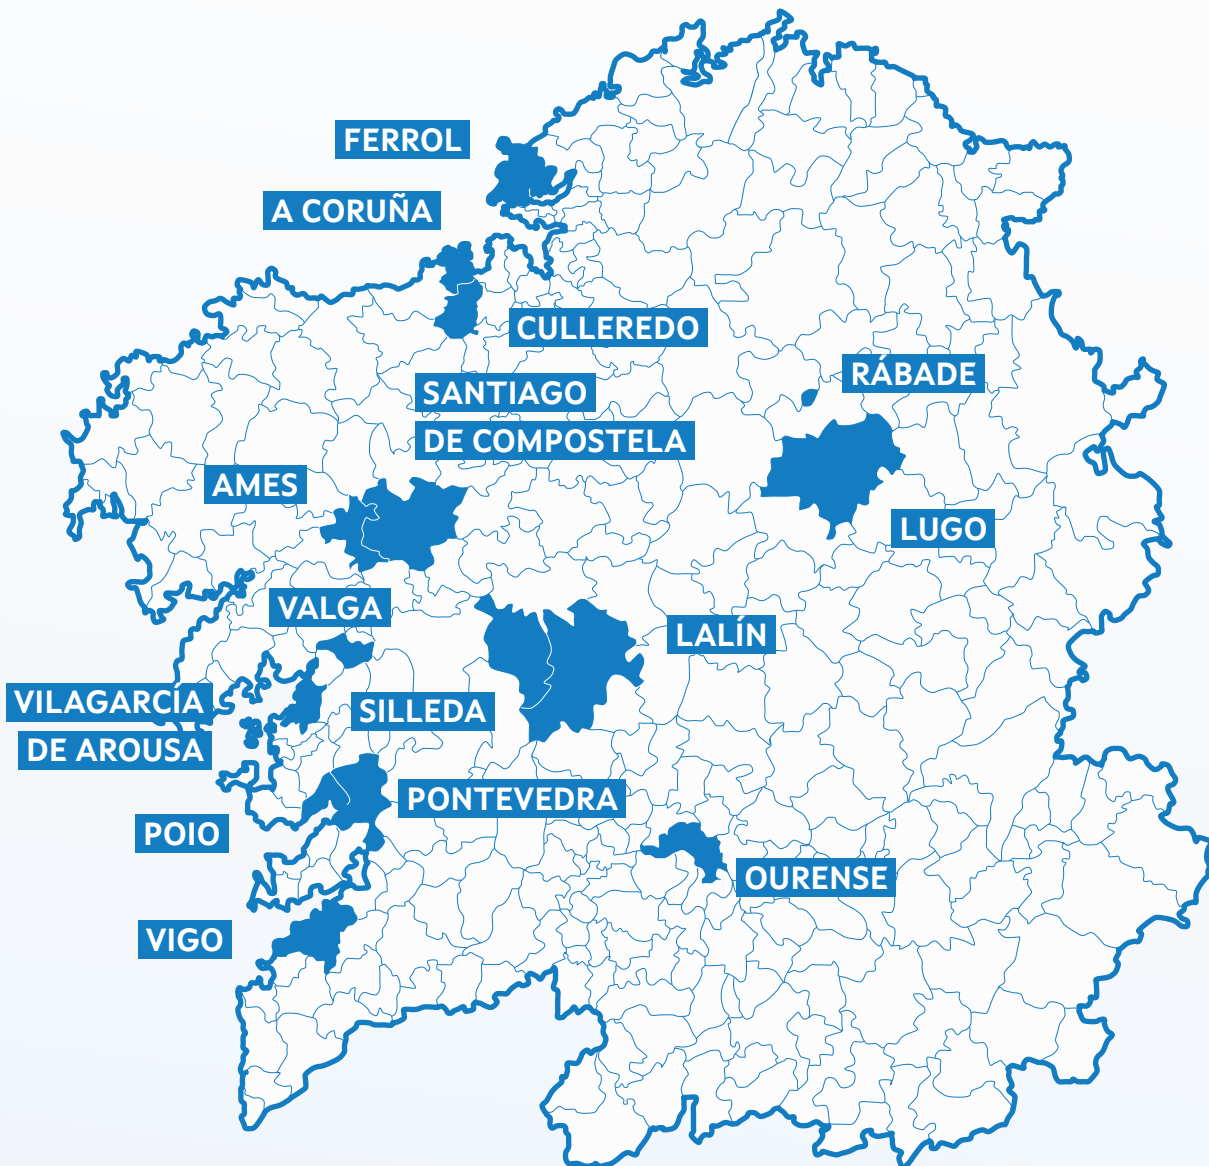 FERROL
A CORUÑA
CULLEREDO
RÁBADE
SANTIAGO
DE COMPOSTELA
AMES
LUGO
VALGA
LALÍN
VILAGARCÍA
DE AROUSA
SILLEDA
PONTEVEDRA
POIO
OURENSE
VIGO